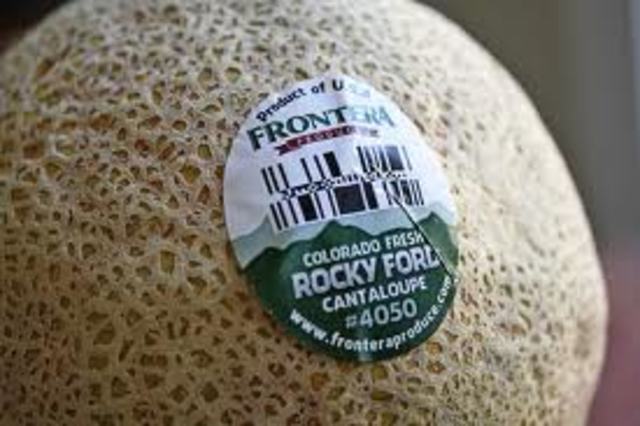 Product of USA
FRONTERA
PRODUCE
COLORADO FRESH
ROCKY FORD
CANTALOUPE
#4050
www.fronteraproduce.com